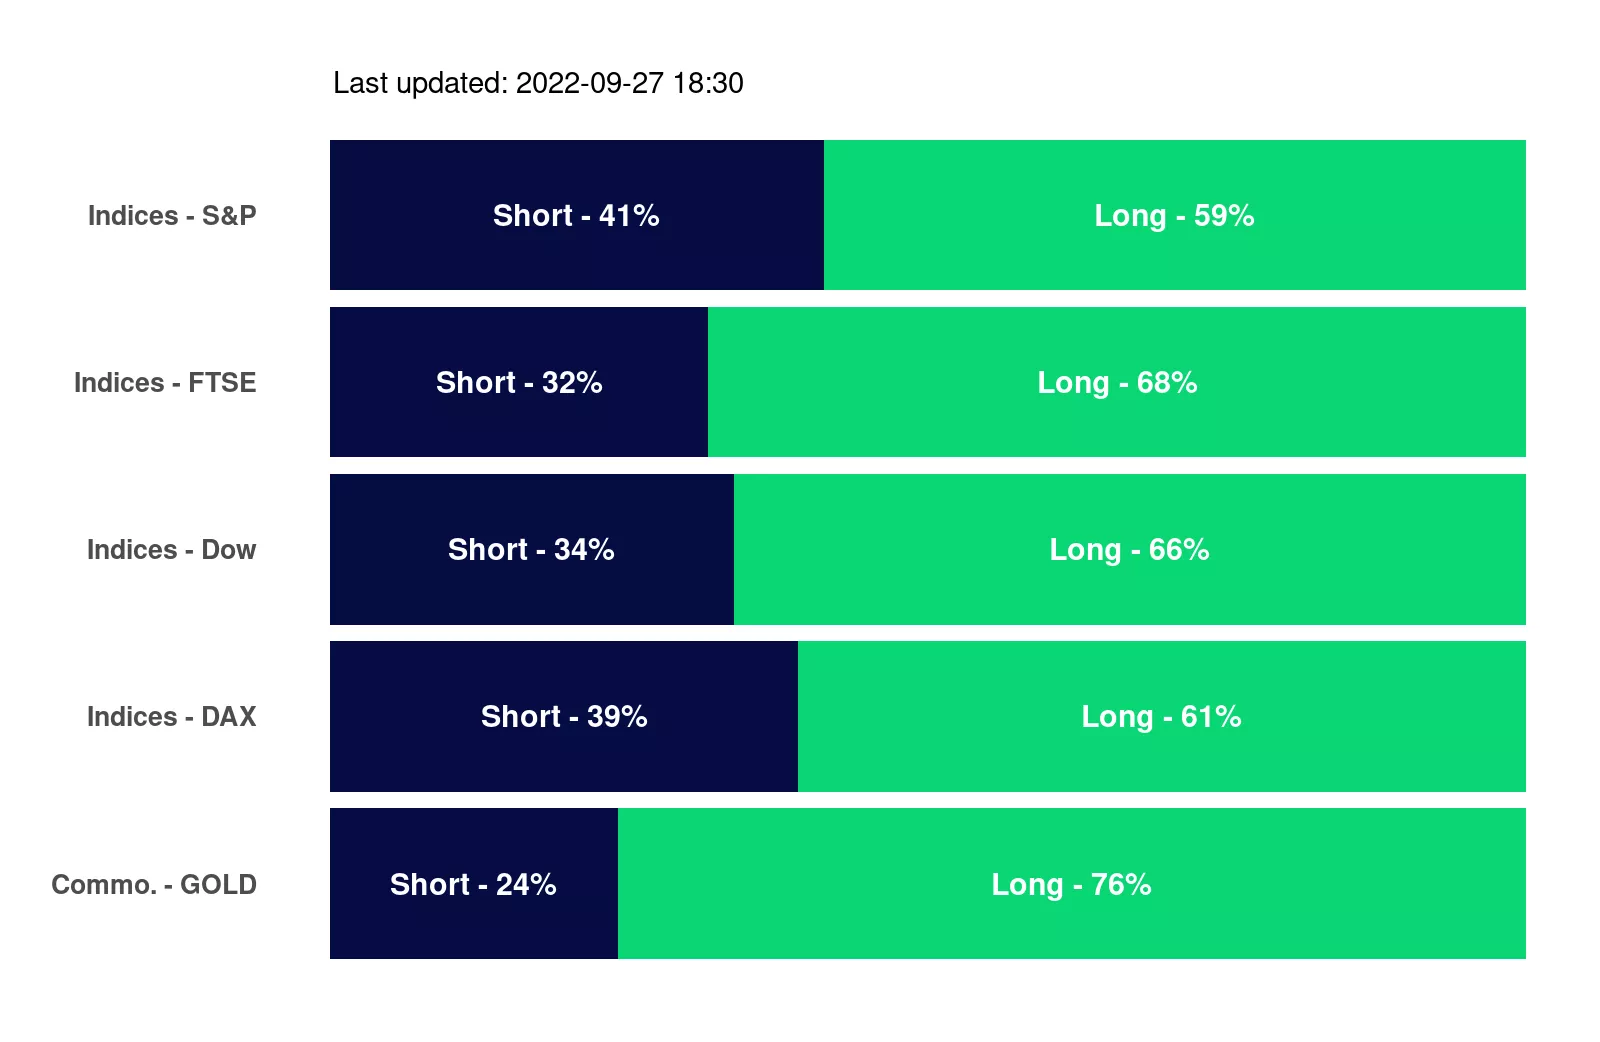 Last updated: 2022-09-27 18:30
Indices - S&P Short - 41% Long - 59%
Indices - FTSE Short - 32% Long - 68%
Indices - Dow Short - 34% Long - 66%
Indices - DAX Short - 39% Long - 61%
Commo. - GOLD Short - 24% Long - 76%